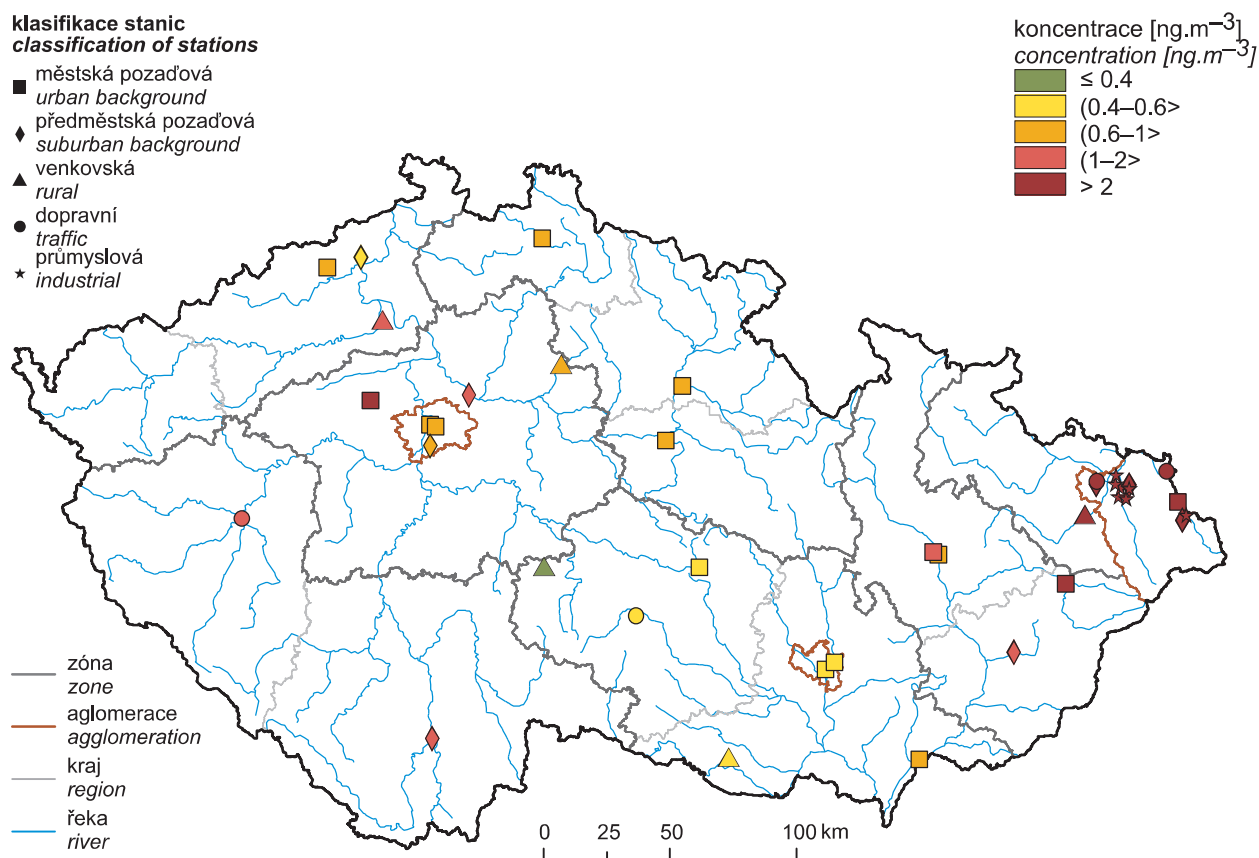 klasifikace stanic
classification of stations
městská pozaďová
urban background
předměstská pozaďová
suburban background
venkovská
rural
dopravní
traffic
průmyslová
industrial
koncentrace [ng.m⁻³]
concentration [ng.m⁻³]
≤ 0.4
(0.4–0.6>
(0.6–1>
(1–2>
> 2
zóna
zone
aglomerace
agglomeration
kraj
region
řeka
river
0 25 50 100 km